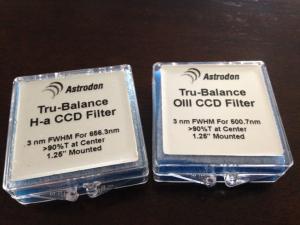 Astrodon
Tru-Balance
H-a CCD Filter
3 nm FWHM For 656.3nm
>90%T at Center
1.25" Mounted
Astrodon
Tru-Balance
OIII CCD Filter
3 nm FWHM For 500.7nm
>90%T at Center
1.25" Mounted